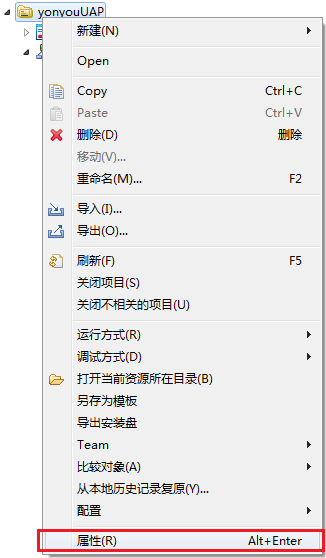 yonyouUAP
新建(N)
Open
Copy Ctrl+C
Paste Ctrl+V
删除(D) 删除
移动(V)...
重命名(M)... F2
导入(I)...
导出(O)...
刷新(F) F5
关闭项目(S)
关闭不相关的项目(U)
运行方式(R)
调试方式(D)
打开当前资源所在目录(B)
另存为模板
导出安装盘
Team
比较对象(A)
从本地历史记录复原(Y)...
配置
属性(R) Alt+Enter